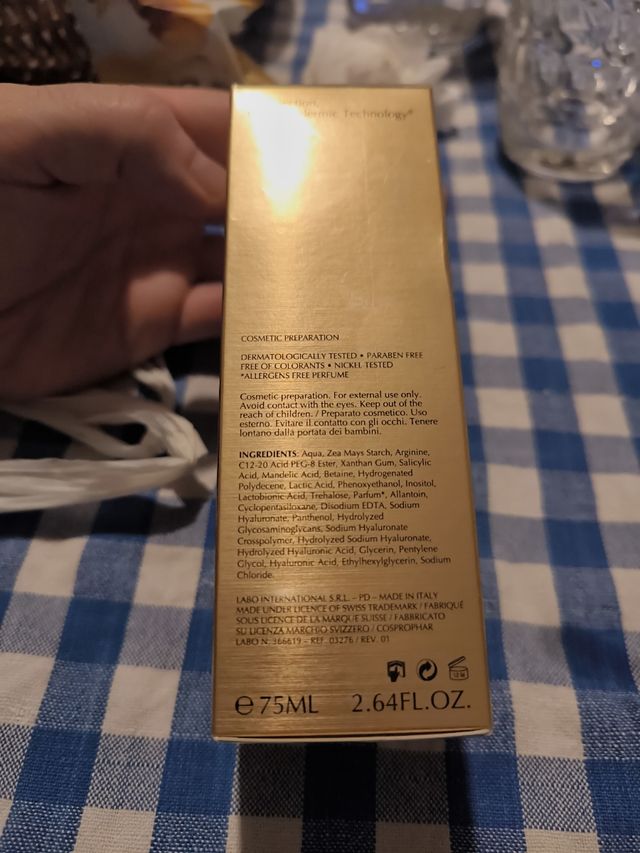 Technology*
COSMETIC PREPARATION
DERMATOLOGICALLY TESTED • PARABEN FREE
FREE OF COLORANTS • NICKEL TESTED
*ALLERGENS FREE PERFUME
Cosmetic preparation. For external use only.
Avoid contact with the eyes. Keep out of the
reach of children. / Preparato cosmetico. Uso
esterno. Evitare il contatto con gli occhi. Tenere
lontano dalla portata dei bambini.
INGREDIENTS: Aqua, Zea Mays Starch, Arginine,
C12-20 Acid PEG-8 Ester, Xanthan Gum, Salicylic
Acid, Mandelic Acid, Betaine, Hydrogenated
Polydecene, Lactic Acid, Phenoxyethanol, Inositol,
Lactobionic Acid, Trehalose, Parfum*, Allantoin,
Cyclopentasiloxane, Disodium EDTA, Sodium
Hyaluronate, Panthenol, Hydrolyzed
Glycosaminoglycans, Sodium Hyaluronate
Crosspolymer, Hydrolyzed Sodium Hyaluronate,
Hydrolyzed Hyaluronic Acid, Glycerin, Pentylene
Glycol, Hyaluronic Acid, Ethylhexylglycerin, Sodium
Chloride.
LABO INTERNATIONAL S.R.L. – PD – MADE IN ITALY
MADE UNDER LICENCE OF SWISS TRADEMARK / FABRIQUÉ
SOUS LICENCE DE LA MARQUE SUISSE / FABBRICATO
SU LICENZA MARCHIO SVIZZERO / COSPROPHAR
LABO N. 366619 – REF. 03276 / REV. 01
℮ 75ML 2.64FL.OZ.